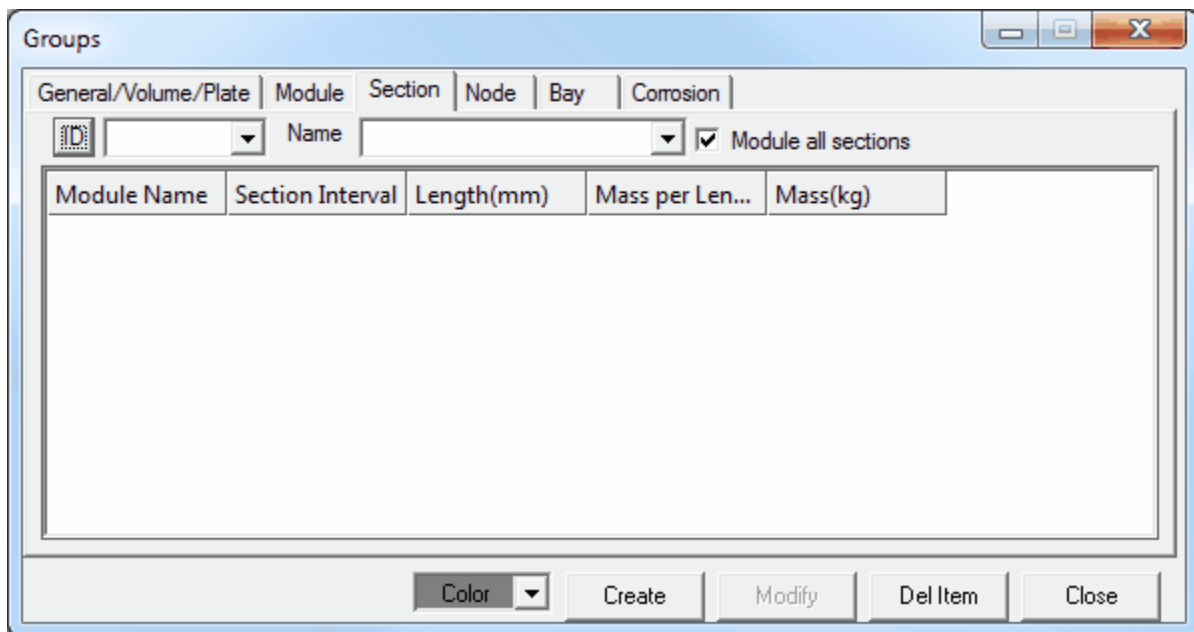 Groups
General/Volume/Plate Module Section Node Bay Corrosion
ID Name Module all sections
Module Name Section Interval Length(mm) Mass per Len... Mass(kg)
Color Create Modify Del Item Close